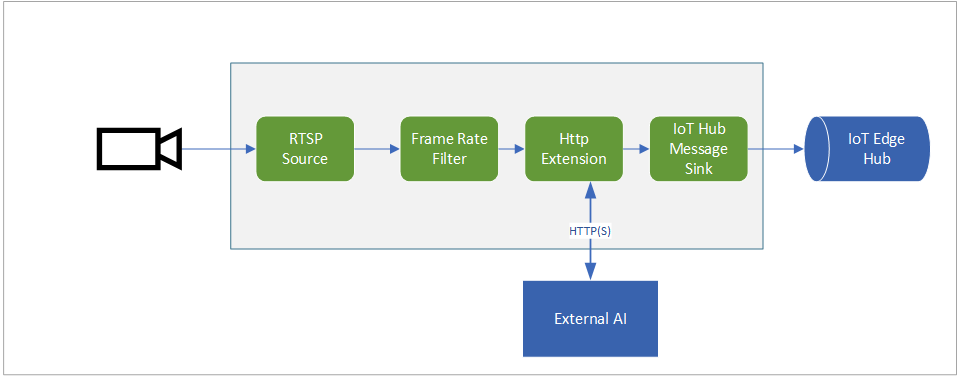 RTSP
Source
Frame Rate
Filter
Http
Extension
IoT Hub
Message
Sink
IoT Edge
Hub
HTTP(S)
External AI